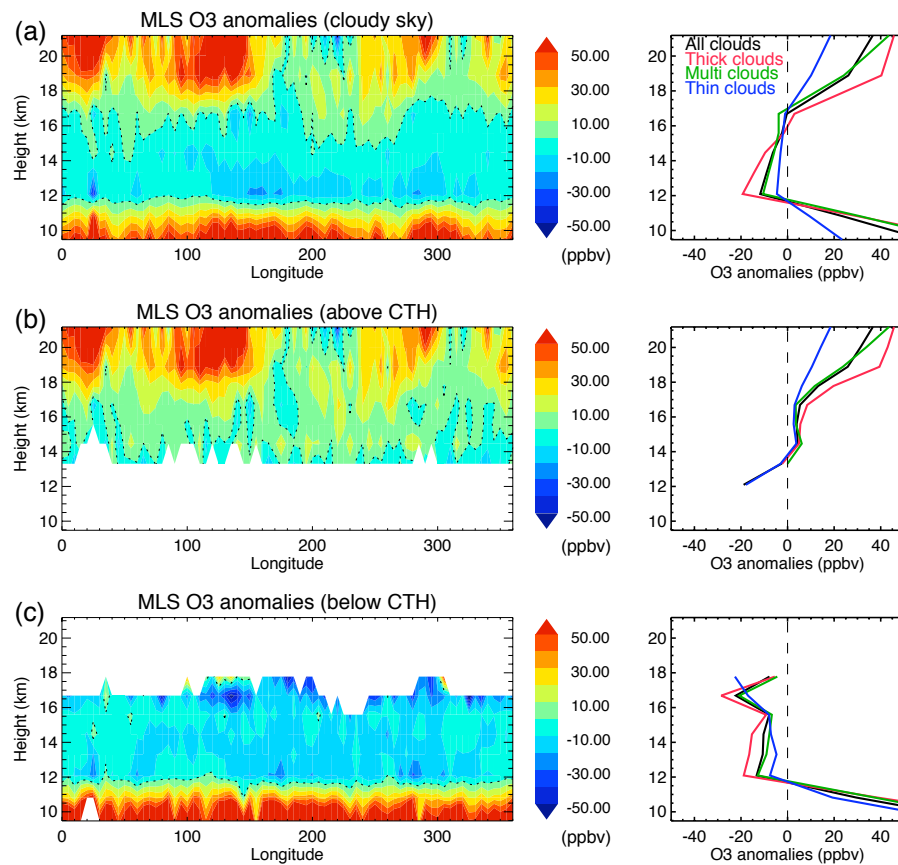 (a) MLS O3 anomalies (cloudy sky)
Height (km)
20
18
16
14
12
10
0 100 200 300
Longitude
50.00
30.00
10.00
-10.00
-30.00
-50.00
(ppbv)
All clouds
Thick clouds
Multi clouds
Thin clouds
20
18
16
14
12
10
-40 -20 0 20 40
O3 anomalies (ppbv)
(b) MLS O3 anomalies (above CTH)
Height (km)
20
18
16
14
12
10
0 100 200 300
Longitude
50.00
30.00
10.00
-10.00
-30.00
-50.00
(ppbv)
20
18
16
14
12
10
-40 -20 0 20 40
O3 anomalies (ppbv)
(c) MLS O3 anomalies (below CTH)
Height (km)
20
18
16
14
12
10
0 100 200 300
Longitude
50.00
30.00
10.00
-10.00
-30.00
-50.00
(ppbv)
20
18
16
14
12
10
-40 -20 0 20 40
O3 anomalies (ppbv)